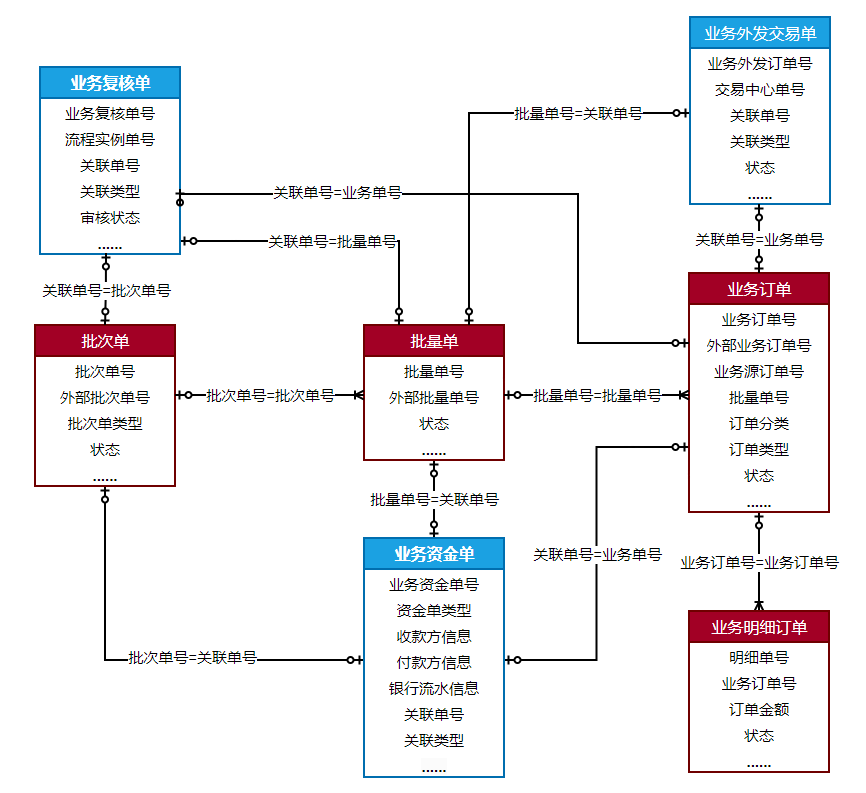 业务外发交易单
业务外发订单号
交易中心单号
关联单号
关联类型
状态
......
业务复核单
业务复核单号
流程实例单号
关联单号
关联类型
审核状态
......
批量单号=关联单号
关联单号=业务单号
关联单号=批量单号
关联单号=业务单号
关联单号=批次单号
批次单
批次单号
外部批次单号
批次单类型
状态
......
批次单号=批次单号
批量单
批量单号
外部批量单号
状态
......
批量单号=批量单号
业务订单
业务订单号
外部业务订单号
业务源订单号
批量单号
订单分类
订单类型
状态
......
批量单号=关联单号
关联单号=业务单号
业务订单号=业务订单号
业务资金单
业务资金单号
资金单类型
收款方信息
付款方信息
银行流水信息
关联单号
关联类型
......
批次单号=关联单号
业务明细订单
明细单号
业务订单号
订单金额
状态
......